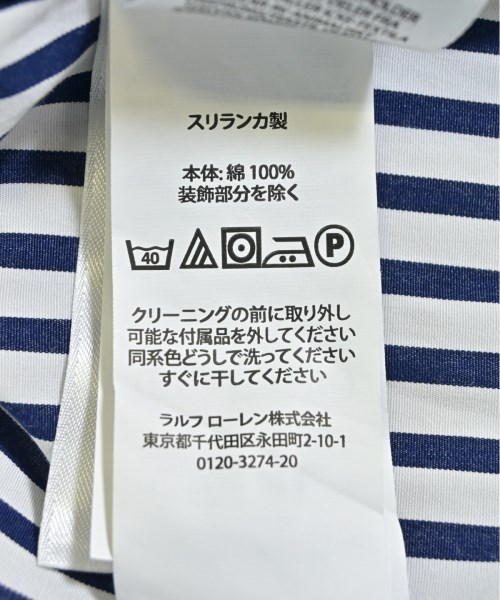 スリランカ製
本体: 綿 100%
装飾部分を除く
40 P
クリーニングの前に取り外し
可能な付属品を外してください
同系色どうしで洗ってください
すぐに干してください
ラルフ ローレン株式会社
東京都千代田区永田町2-10-1
0120-3274-20